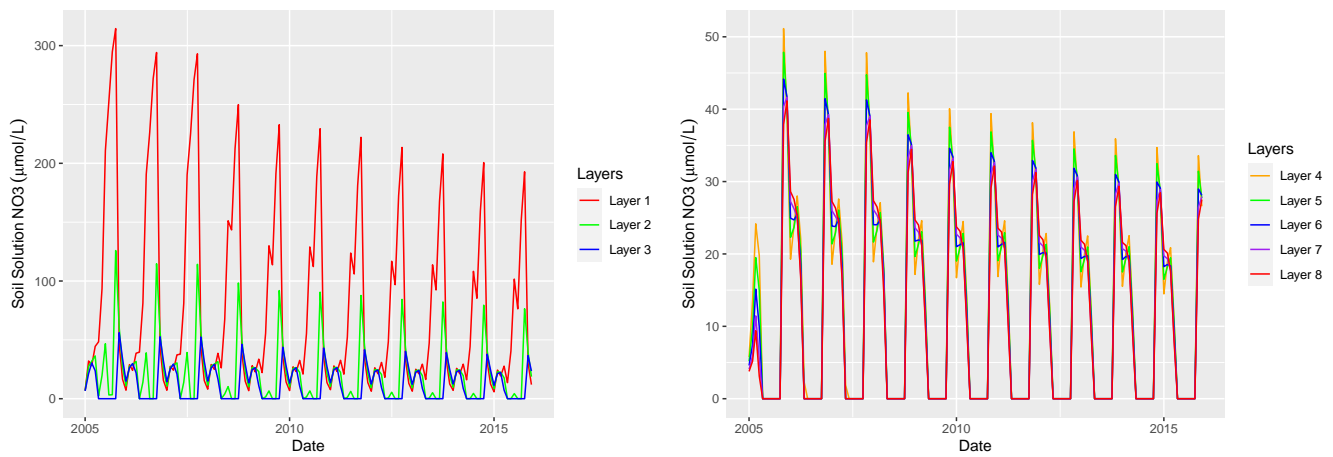 Soil Solution NO3 (μmol/L)
300
200
100
0
2005
2010
2015
Date
Layers
Layer 1
Layer 2
Layer 3
Soil Solution NO3 (μmol/L)
50
40
30
20
10
0
2005
2010
2015
Date
Layers
Layer 4
Layer 5
Layer 6
Layer 7
Layer 8